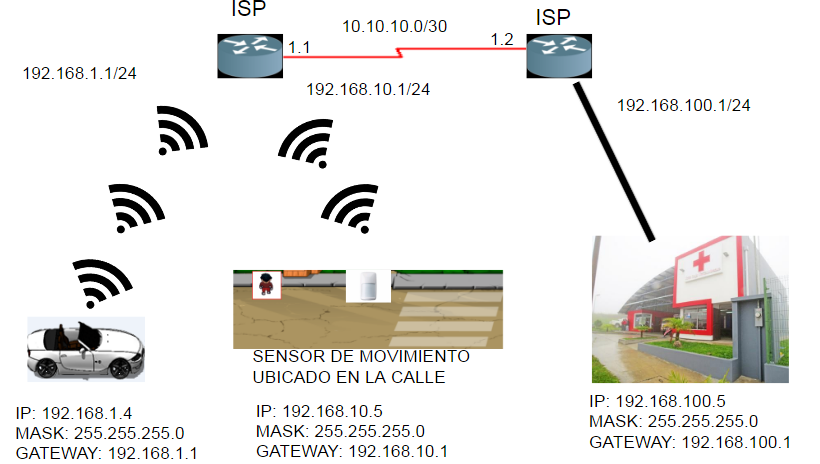 ISP
ISP
10.10.10.0/30
1.1
1.2
192.168.1.1/24
192.168.10.1/24
192.168.100.1/24
SENSOR DE MOVIMIENTO
UBICADO EN LA CALLE
IP: 192.168.1.4
MASK: 255.255.255.0
GATEWAY: 192.168.1.1
IP: 192.168.10.5
MASK: 255.255.255.0
GATEWAY: 192.168.10.1
IP: 192.168.100.5
MASK: 255.255.255.0
GATEWAY: 192.168.100.1